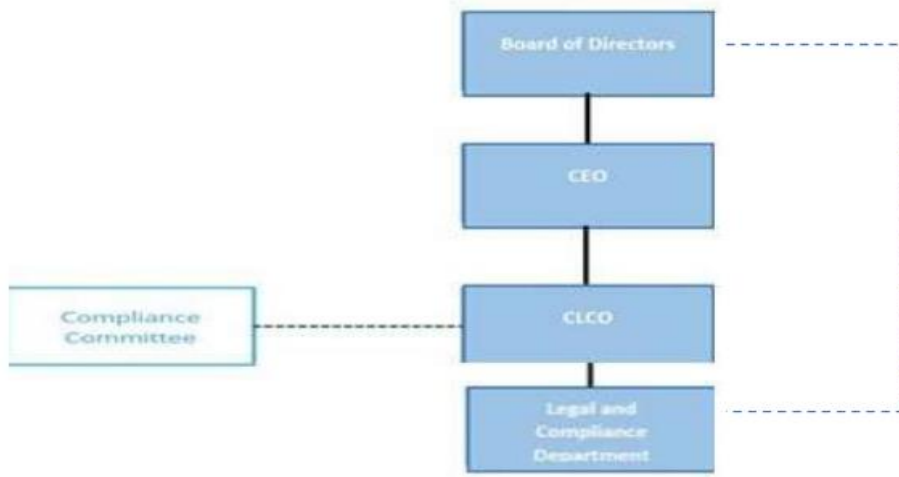 Board of Directors
CEO
Compliance
Committee
CLCO
Legal and
Compliance
Department